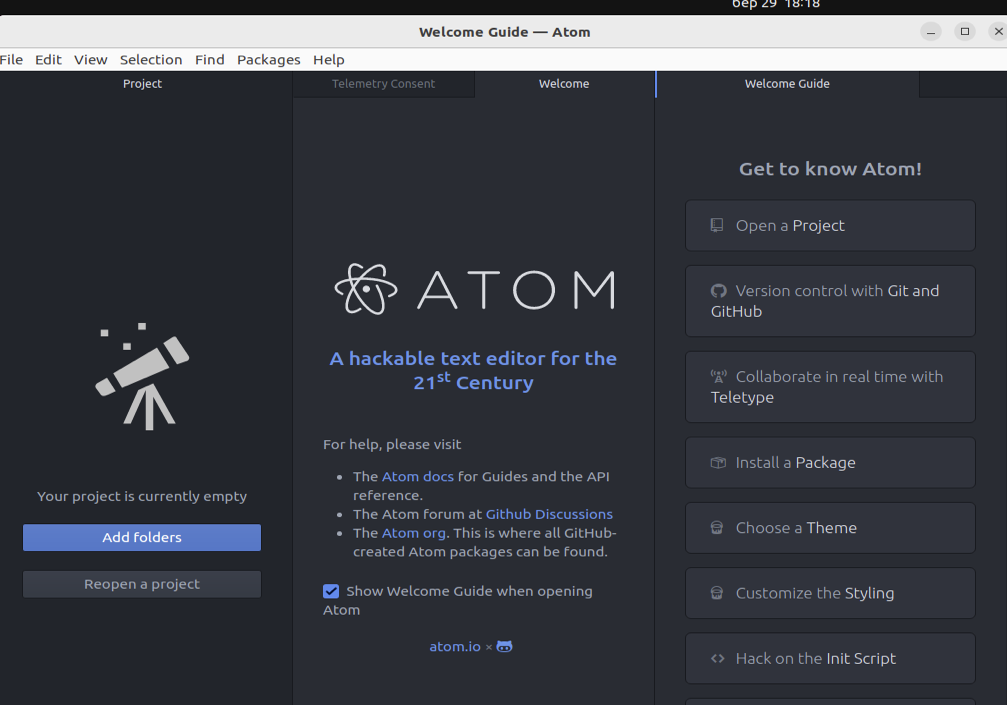 бер 29 18:18
Welcome Guide — Atom
File Edit View Selection Find Packages Help
Project
Telemetry Consent
Welcome
Welcome Guide
Your project is currently empty
Add folders
Reopen a project
ATOM
A hackable text editor for the
21st Century
For help, please visit
• The Atom docs for Guides and the API
reference.
• The Atom forum at Github Discussions
• The Atom org. This is where all GitHub-
created Atom packages can be found.
Show Welcome Guide when opening
Atom
atom.io ×
Get to know Atom!
Open a Project
Version control with Git and
GitHub
Collaborate in real time with
Teletype
Install a Package
Choose a Theme
Customize the Styling
Hack on the Init Script